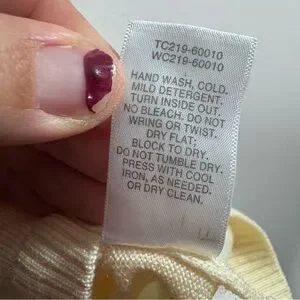 TC219-60010
WC219-60010
HAND WASH, COLD.
MILD DETERGENT.
TURN INSIDE OUT.
NO BLEACH. DO NOT
WRING OR TWIST.
DRY FLAT;
BLOCK TO DRY.
DO NOT TUMBLE DRY.
PRESS WITH COOL
IRON, AS NEEDED.
OR DRY CLEAN.